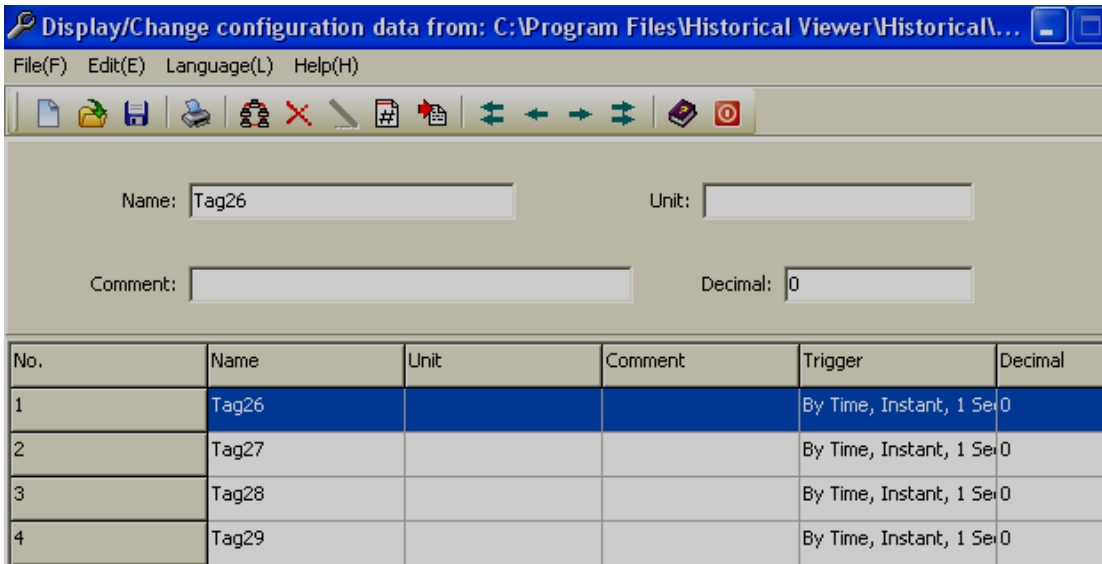 Display/Change configuration data from: C:\Program Files\Historical Viewer\Historical\...
File(F) Edit(E) Language(L) Help(H)
Name: Tag26 Unit:
Comment: Decimal: 0
No. Name Unit Comment Trigger Decimal
1 Tag26 By Time, Instant, 1 Se 0
2 Tag27 By Time, Instant, 1 Se 0
3 Tag28 By Time, Instant, 1 Se 0
4 Tag29 By Time, Instant, 1 Se 0